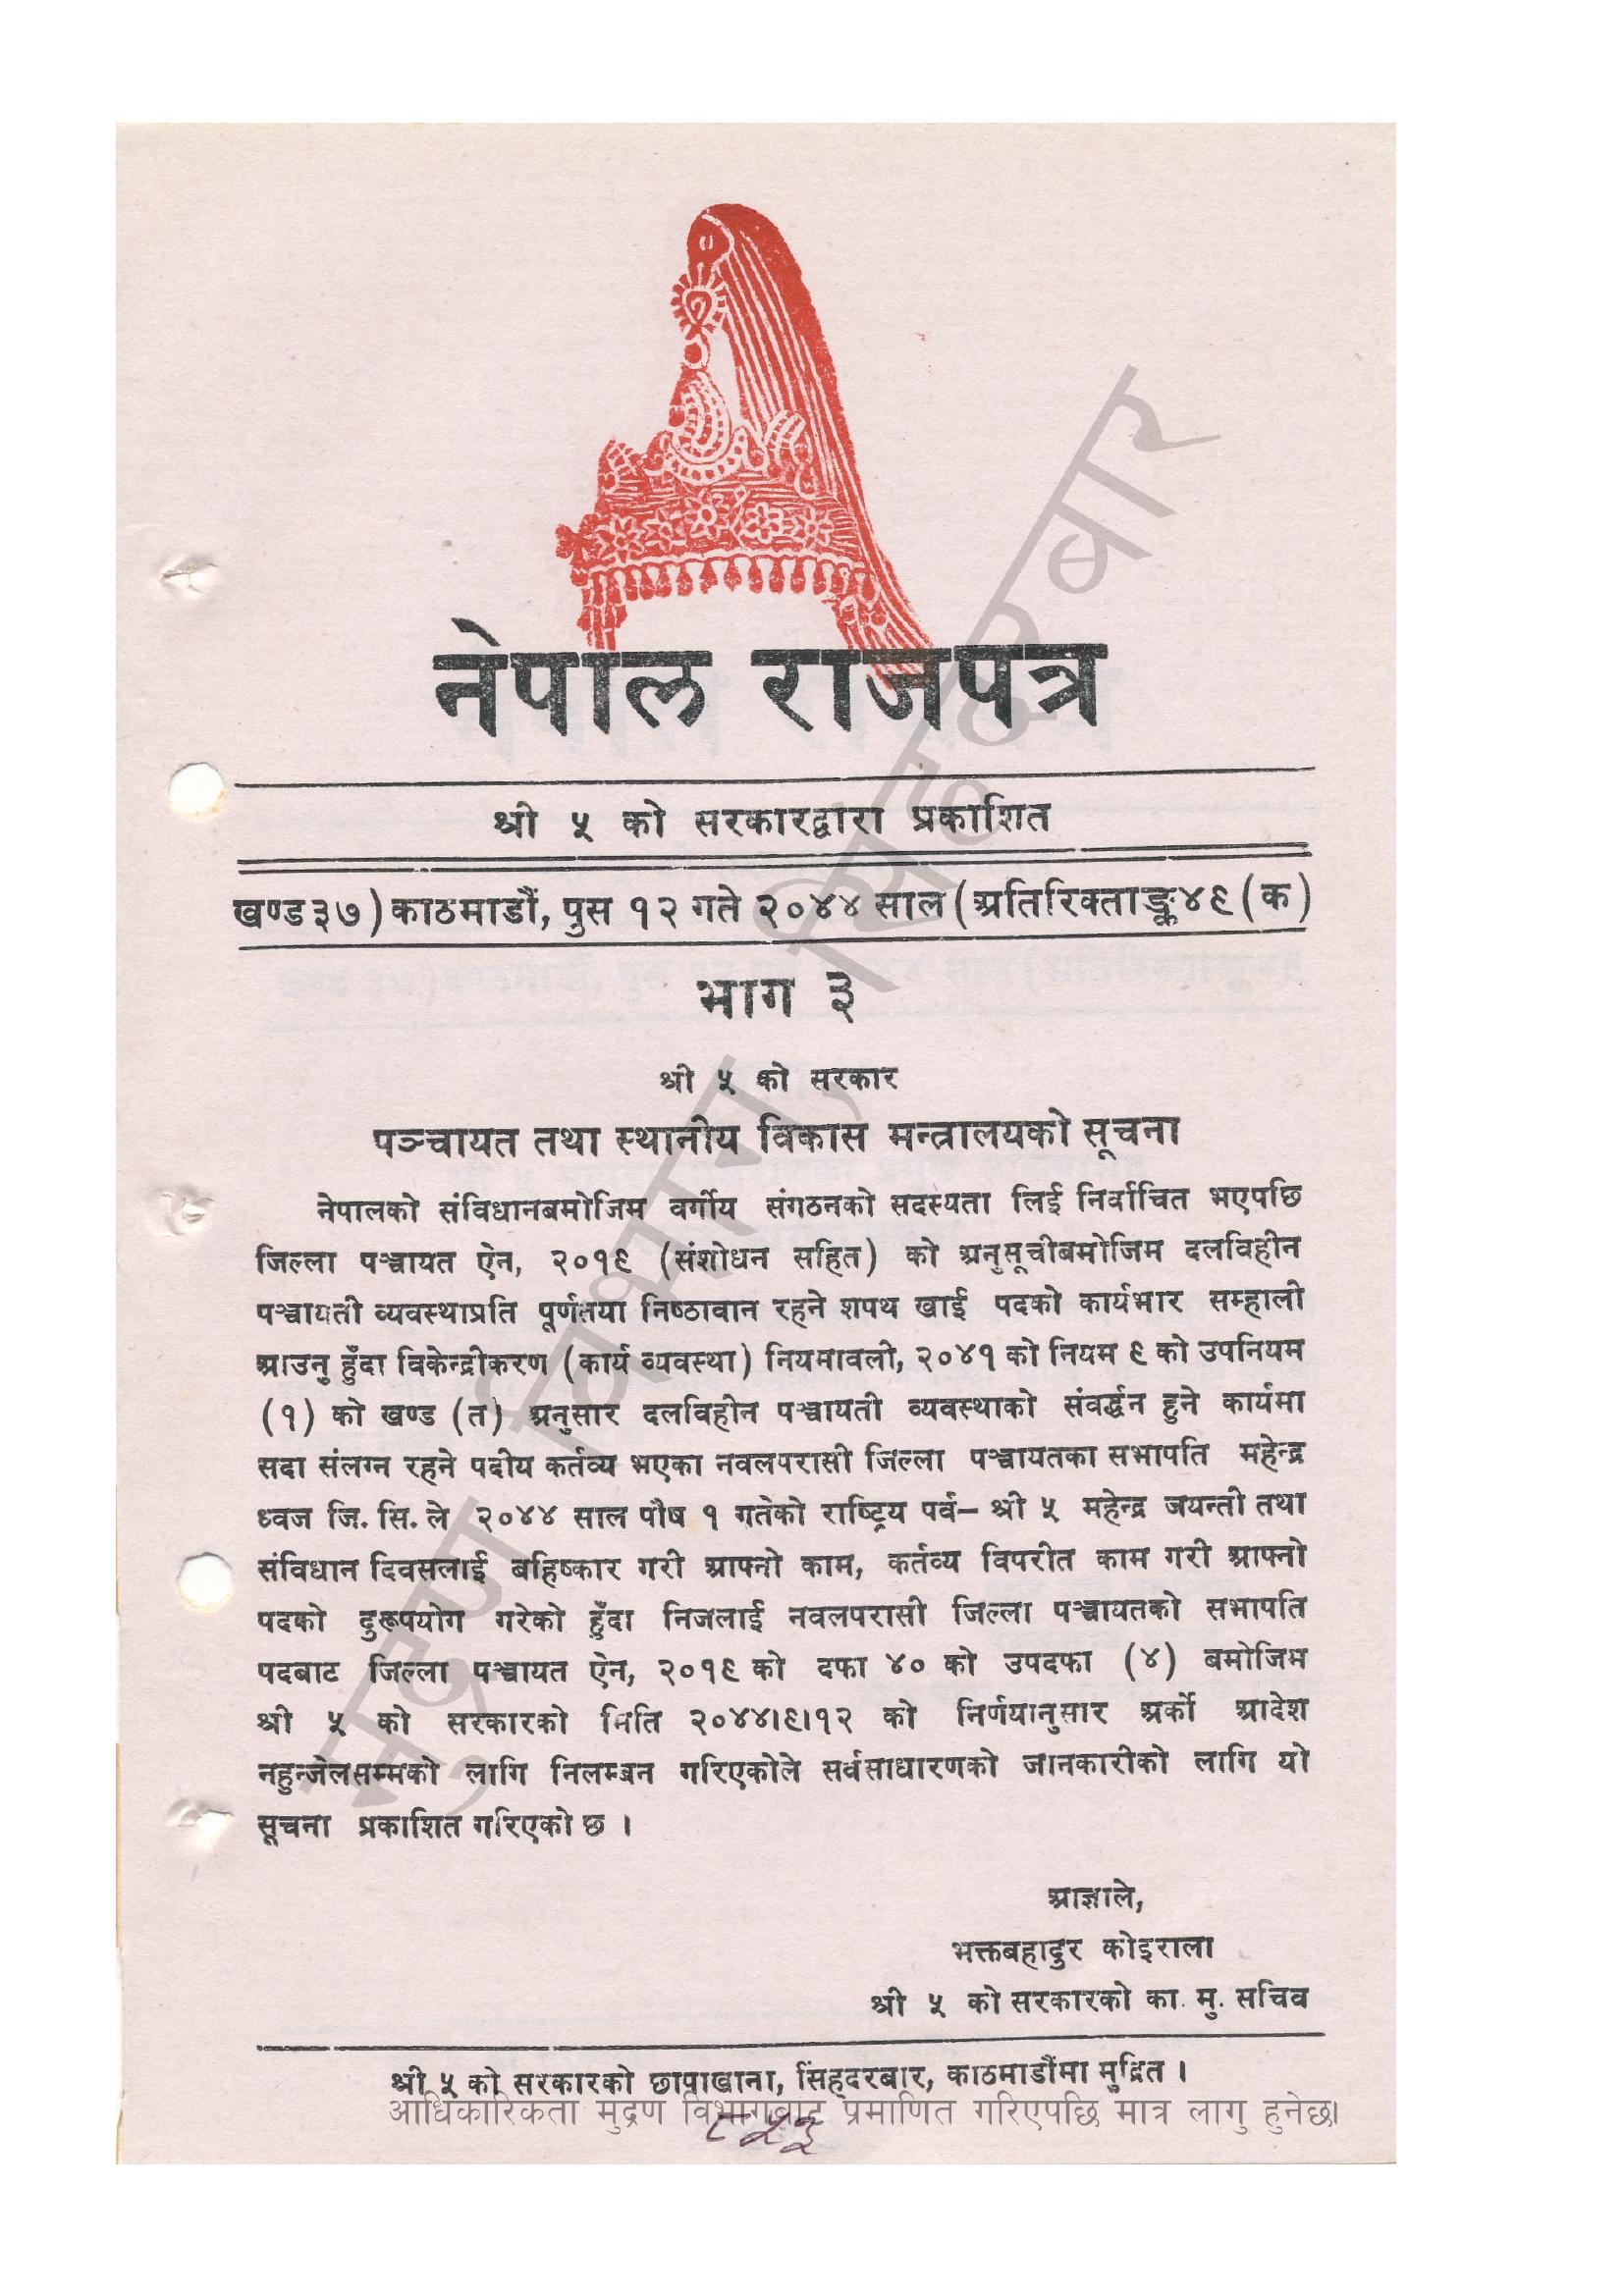 नेपाल राजपत्र
श्री ५ को सरकारद्वारा प्रकाशित
खण्ड ३७) काठमाडौं, पुस १२ गते २०४४ साल (अतिरिक्ताङ्क ४९ (क)
भाग ३
श्री ५ को सरकार
पञ्चायत तथा स्थानीय विकास मन्त्रालयको सूचना
नेपालको संविधानबमोजिम वर्गीय संगठनको सदस्यता लिई निर्वाचित भएपछि
जिल्ला पञ्चायत ऐन, २०१९ (संशोधन सहित) को अनुसूचीबमोजिम दलविहीन
पञ्चायती व्यवस्थाप्रति पूर्णतया निष्ठावान रहने शपथ खाई पदको कार्यभार सम्हाली
आउनु हुँदा विकेन्द्रीकरण (कार्य व्यवस्था) नियमावली, २०४१ को नियम ९ को उपनियम
(१) को खण्ड (त) अनुसार दलविहीन पञ्चायती व्यवस्थाको संवर्द्धन हुने कार्यमा
सदा संलग्न रहने पदीय कर्तव्य भएका नवलपरासी जिल्ला पञ्चायतका सभापति महेन्द्र
ध्वज जि. सि. ले २०४४ साल पौष १ गतेको राष्ट्रिय पर्व– श्री ५ महेन्द्र जयन्ती तथा
संविधान दिवसलाई बहिष्कार गरी आफ्नो काम, कर्तव्य विपरीत काम गरी आफ्नो
पदको दुरूपयोग गरेको हुँदा निजलाई नवलपरासी जिल्ला पञ्चायतको सभापति
पदबाट जिल्ला पञ्चायत ऐन, २०१९ को दफा ४० को उपदफा (४) बमोजिम
श्री ५ को सरकारको मिति २०४४।९।१२ को निर्णयानुसार अर्को आदेश
नहुन्जेलसम्मको लागि निलम्बन गरिएकोले सर्वसाधारणको जानकारीको लागि यो
सूचना प्रकाशित गरिएको छ ।
आज्ञाले,
भक्तबहादुर कोइराला
श्री ५ को सरकारको का. मु. सचिव
श्री ५ को सरकारको छापाखाना, सिंहदरबार, काठमाडौंमा मुद्रित ।
आधिकारिकता मुद्रण विभागबाट प्रमाणित गरिएपछि मात्र लागु हुनेछ।
८५३
मुद्रण विभाग, सिंहदरबार